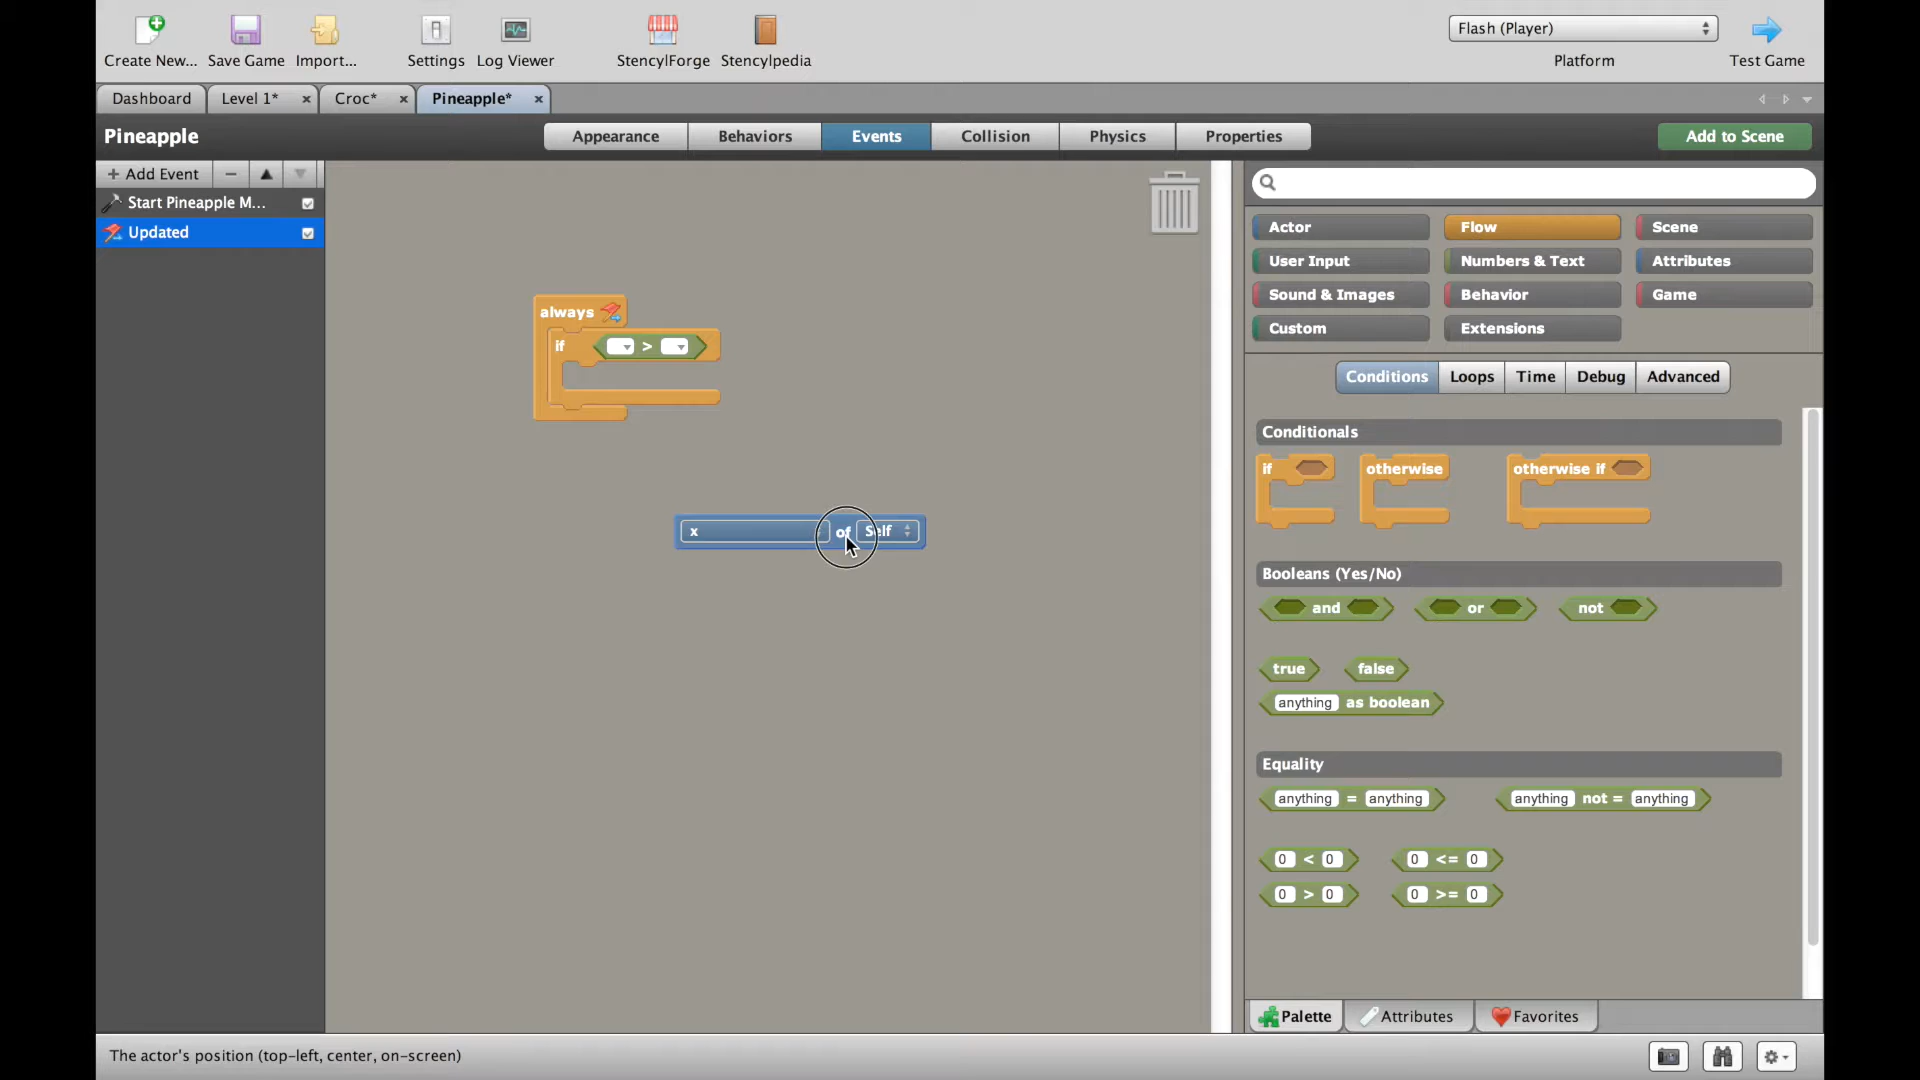 Create New... Save Game Import... Settings Log Viewer StencylForge Stencylpedia Flash (Player) Platform Test Game
Dashboard Level 1* × Croc* × Pineapple* ×
Pineapple Appearance Behaviors Events Collision Physics Properties Add to Scene
+ Add Event −
Start Pineapple M...
Updated
always
if >
x of Self
Actor Flow Scene
User Input Numbers & Text Attributes
Sound & Images Behavior Game
Custom Extensions
Conditions Loops Time Debug Advanced
Conditionals
if otherwise otherwise if
Booleans (Yes/No)
and or not
true false
anything as boolean
Equality
anything = anything anything not = anything
0 < 0 0 <= 0
0 > 0 0 >= 0
Palette Attributes Favorites
The actor's position (top-left, center, on-screen)